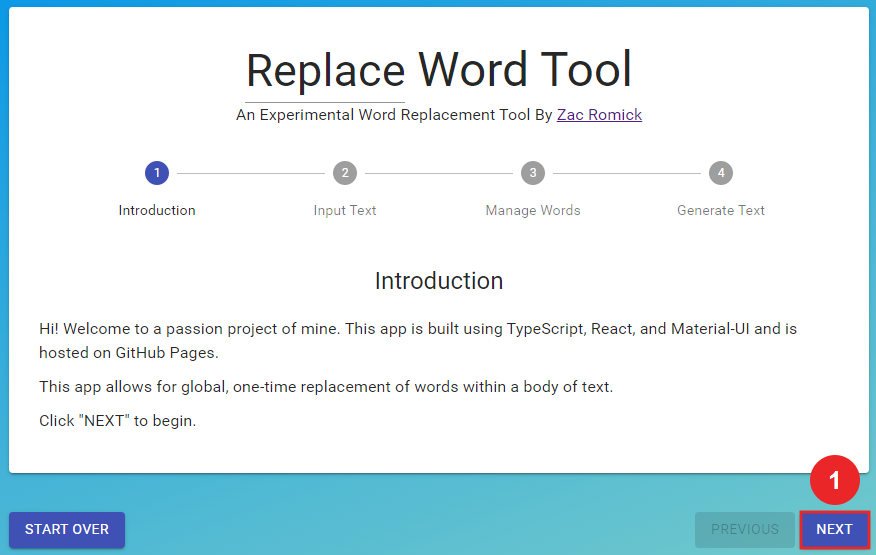 Replace Word Tool
An Experimental Word Replacement Tool By Zac Romick
1 2 3 4
Introduction Input Text Manage Words Generate Text
Introduction
Hi! Welcome to a passion project of mine. This app is built using TypeScript, React, and Material-UI and is
hosted on GitHub Pages.
This app allows for global, one-time replacement of words within a body of text.
Click "NEXT" to begin.
1
START OVER PREVIOUS NEXT